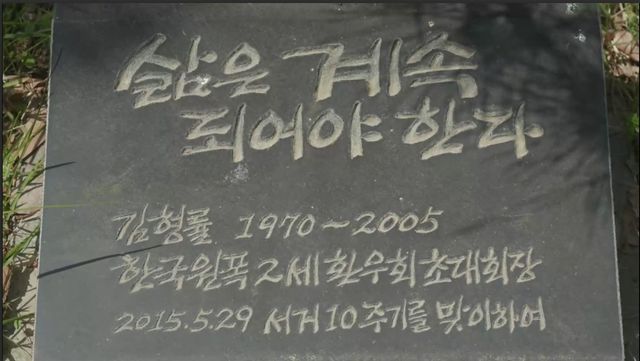 삶은 계속
되어야 한다
김형률 1970~2005
한국원폭2세환우회초대회장
2015.5.29 서거10주기를 맞이하여